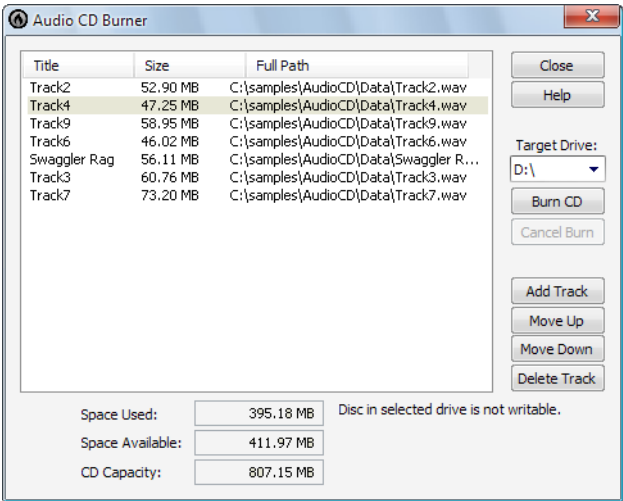 Audio CD Burner
Title Size Full Path
Track2 52.90 MB C:\samples\AudioCD\Data\Track2.wav
Track4 47.25 MB C:\samples\AudioCD\Data\Track4.wav
Track9 58.95 MB C:\samples\AudioCD\Data\Track9.wav
Track6 46.02 MB C:\samples\AudioCD\Data\Track6.wav
Swaggler Rag 56.11 MB C:\samples\AudioCD\Data\Swaggler R...
Track3 60.76 MB C:\samples\AudioCD\Data\Track3.wav
Track7 73.20 MB C:\samples\AudioCD\Data\Track7.wav
Close
Help
Target Drive:
D:\
Burn CD
Cancel Burn
Add Track
Move Up
Move Down
Delete Track
Space Used: 395.18 MB
Disc in selected drive is not writable.
Space Available: 411.97 MB
CD Capacity: 807.15 MB